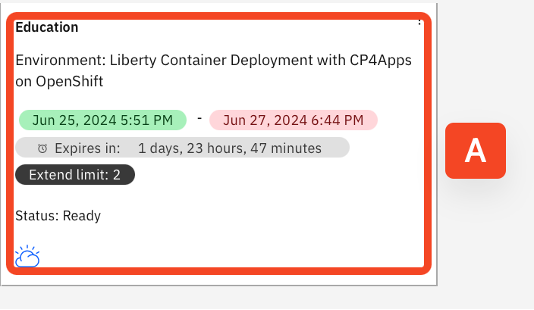 Education
Environment: Liberty Container Deployment with CP4Apps
on OpenShift
Jun 25, 2024 5:51 PM - Jun 27, 2024 6:44 PM
Expires in: 1 days, 23 hours, 47 minutes
Extend limit: 2
Status: Ready
A